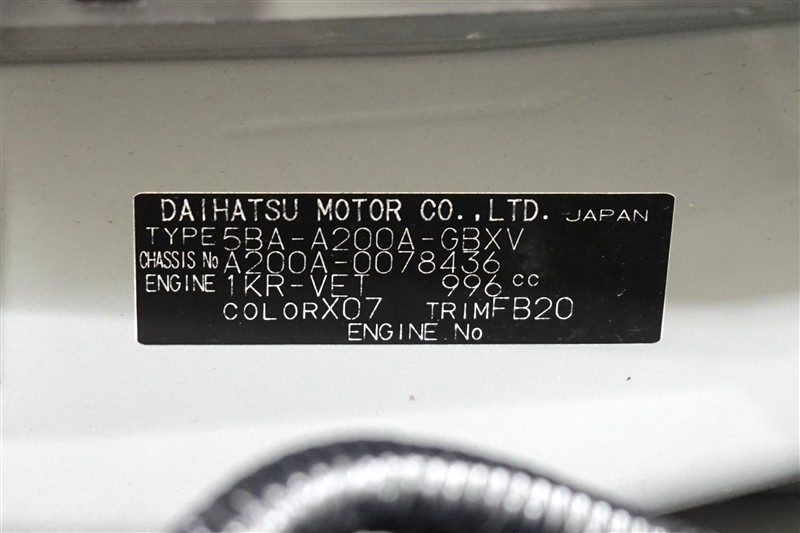 DAIHATSU MOTOR CO.,LTD. JAPAN
TYPE 5BA-A200A-GBXV
CHASSIS No A200A-0078436
ENGINE 1KR-VET 996 cc
COLOR X07 TRIM FB20
ENGINE.No